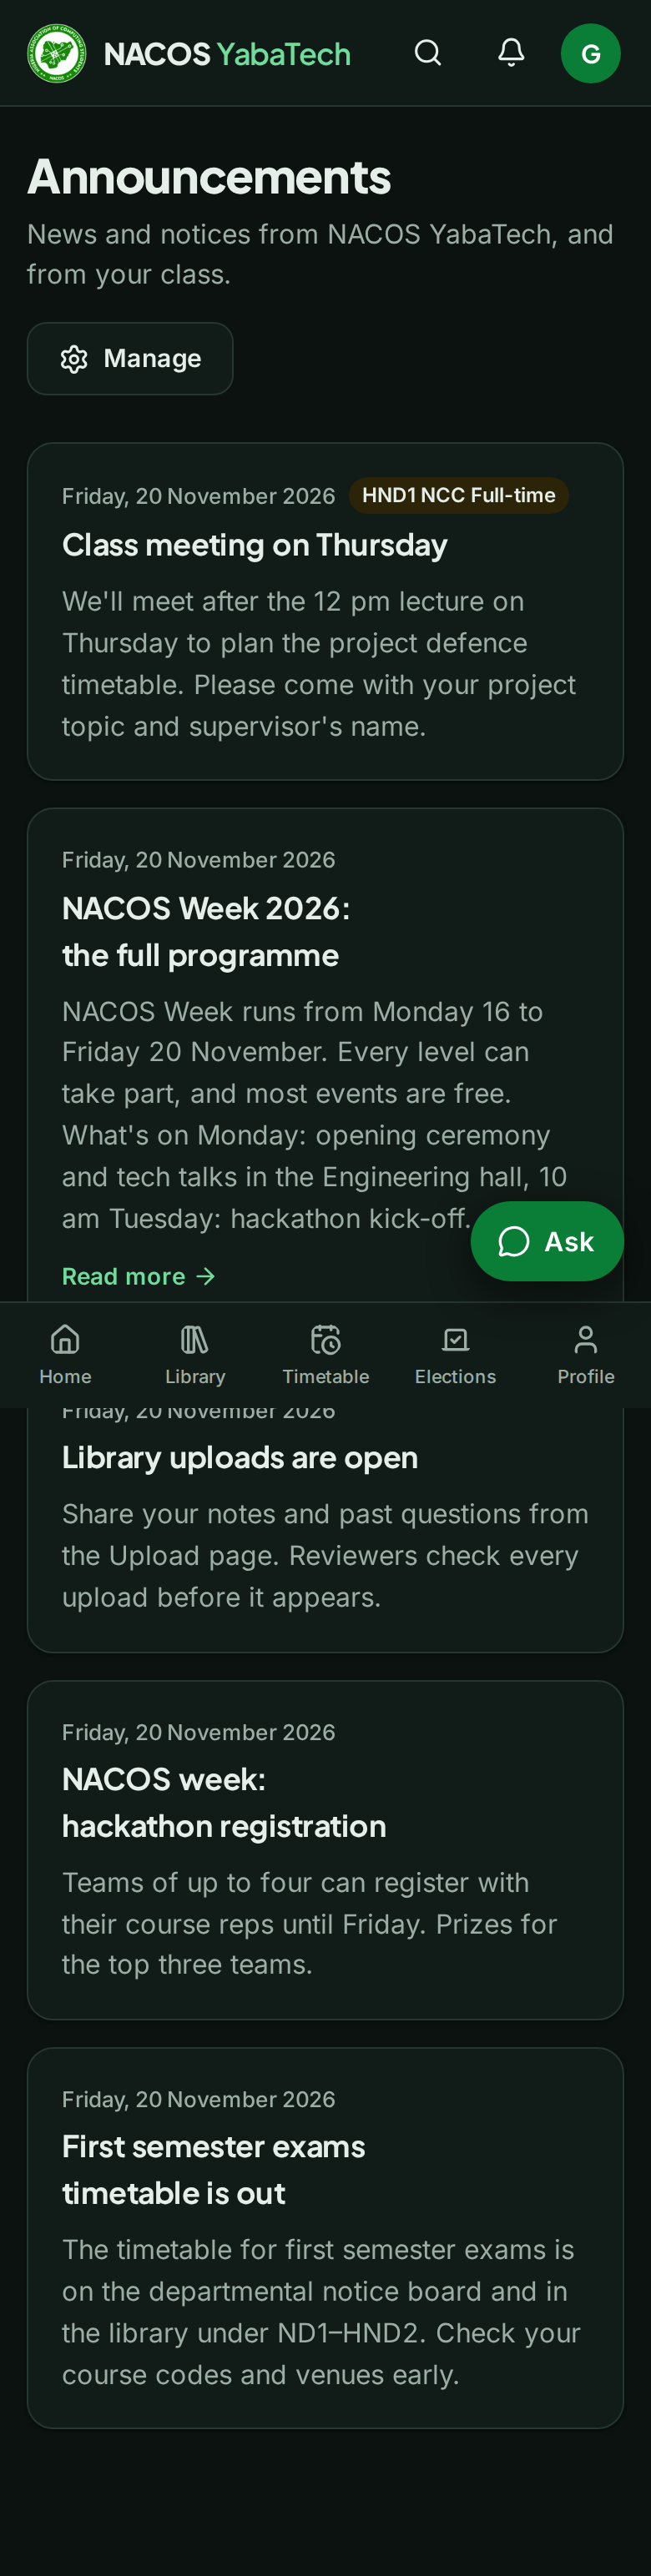 NACOS YabaTech
G
Announcements
News and notices from NACOS YabaTech, and
from your class.
Manage
Friday, 20 November 2026 HND1 NCC Full-time
Class meeting on Thursday
We'll meet after the 12 pm lecture on
Thursday to plan the project defence
timetable. Please come with your project
topic and supervisor's name.
Friday, 20 November 2026
NACOS Week 2026:
the full programme
NACOS Week runs from Monday 16 to
Friday 20 November. Every level can
take part, and most events are free.
What's on Monday: opening ceremony
and tech talks in the Engineering hall, 10
am Tuesday: hackathon kick-off.
Ask
Read more →
Home Library Timetable Elections Profile
Friday, 20 November 2026
Library uploads are open
Share your notes and past questions from
the Upload page. Reviewers check every
upload before it appears.
Friday, 20 November 2026
NACOS week:
hackathon registration
Teams of up to four can register with
their course reps until Friday. Prizes for
the top three teams.
Friday, 20 November 2026
First semester exams
timetable is out
The timetable for first semester exams is
on the departmental notice board and in
the library under ND1–HND2. Check your
course codes and venues early.